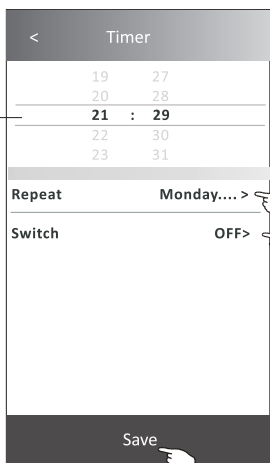 < Timer
19 27
20 28
21 : 29
22 30
23 31
Repeat Monday.... >
Switch OFF>
Save